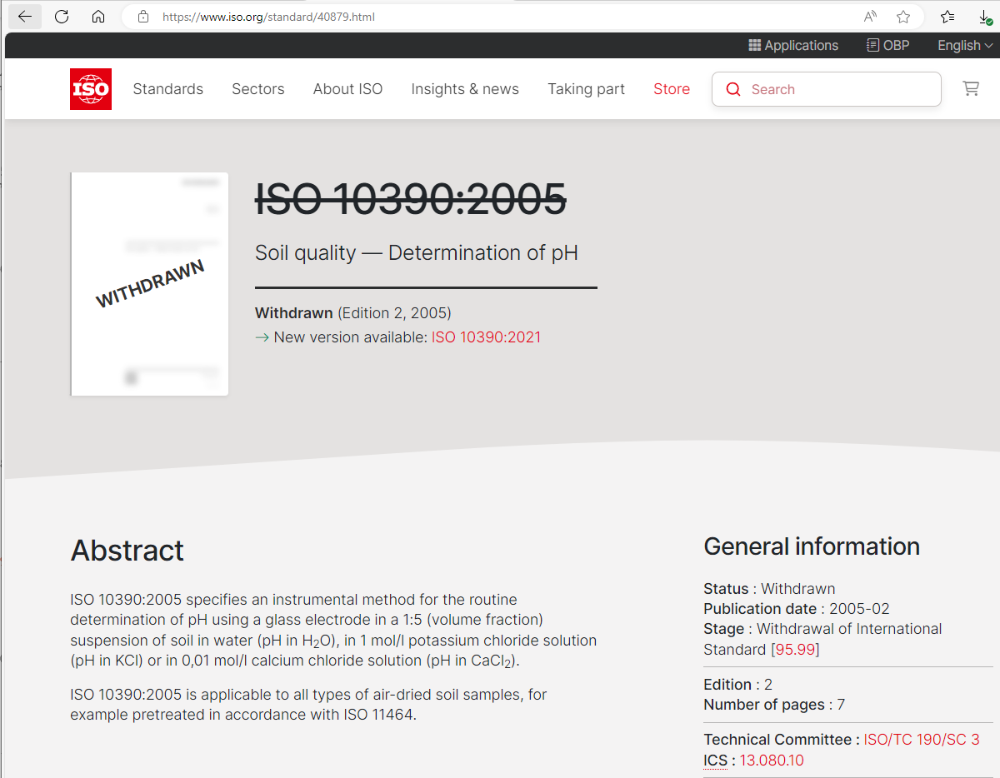 https://www.iso.org/standard/40879.html
Applications OBP English
ISO Standards Sectors About ISO Insights & news Taking part Store Search
ISO 10390:2005
Soil quality — Determination of pH
WITHDRAWN
Withdrawn (Edition 2, 2005)
→ New version available: ISO 10390:2021
Abstract
ISO 10390:2005 specifies an instrumental method for the routine
determination of pH using a glass electrode in a 1:5 (volume fraction)
suspension of soil in water (pH in H₂O), in 1 mol/l potassium chloride solution
(pH in KCl) or in 0,01 mol/l calcium chloride solution (pH in CaCl₂).
ISO 10390:2005 is applicable to all types of air-dried soil samples, for
example pretreated in accordance with ISO 11464.
General information
Status : Withdrawn
Publication date : 2005-02
Stage : Withdrawal of International
Standard [95.99]
Edition : 2
Number of pages : 7
Technical Committee : ISO/TC 190/SC 3
ICS : 13.080.10